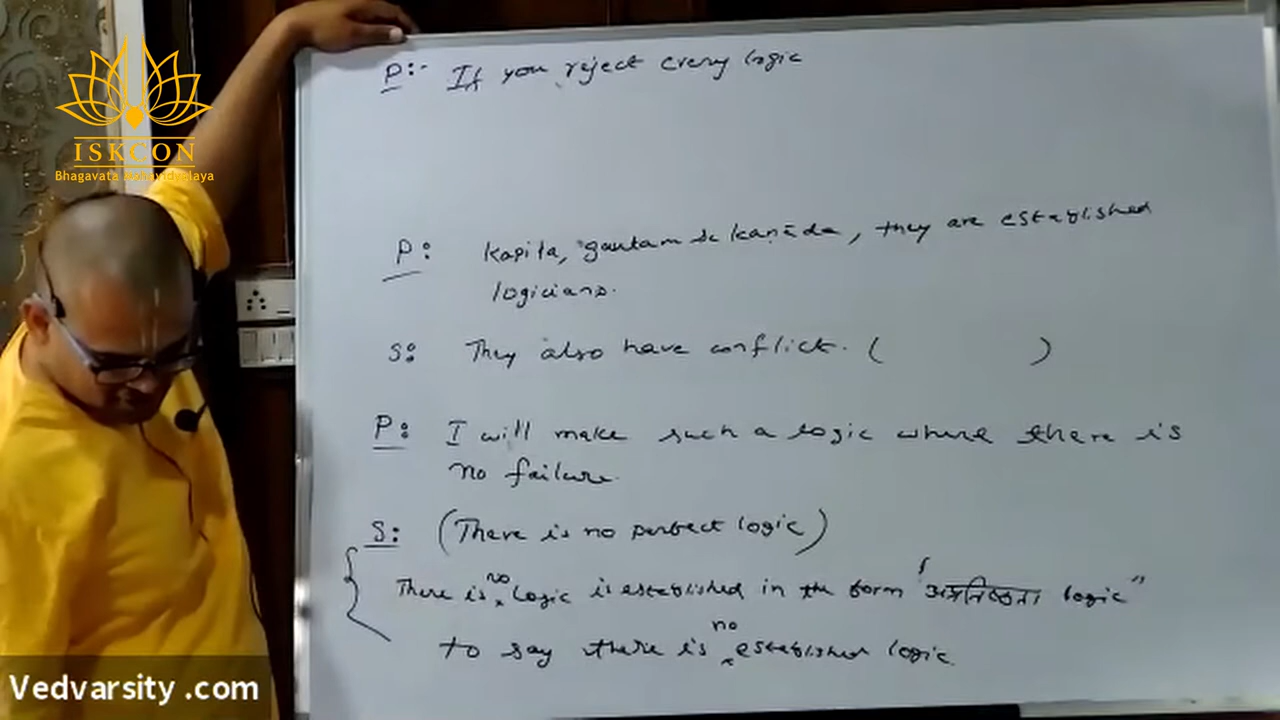 ISKCON
Bhagavata Mahavidyalaya
P:- If you reject every logic
P: Kapila, gautam & kaṇāda, they are established
logicians.
S: They also have conflict. ( )
P: I will make such a logic where there is
no failure.
S: (There is no perfect logic)
There is no logic is established in the form "अप्रतिष्ठता logic"
to say there is no established logic.
Vedvarsity .com